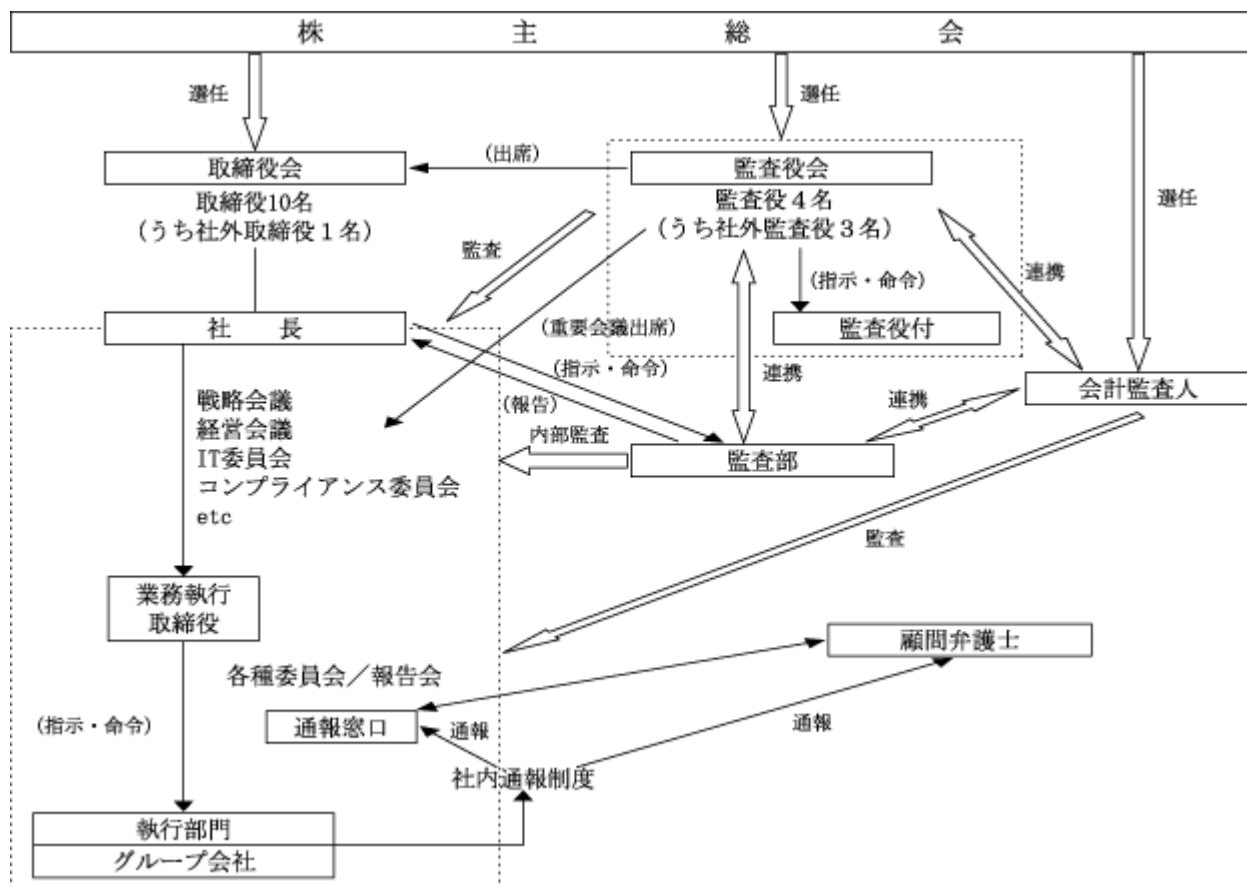 株 主 総 会
選任
選任
選任
取締役会
(出席)
監査役会
取締役10名
(うち社外取締役1名)
監査役4名
(うち社外監査役3名)
監査
連携
(指示・命令)
社 長
(重要会議出席)
監査役付
(指示・命令)
連携
会計監査人
戦略会議
経営会議
IT委員会
コンプライアンス委員会
etc
(報告)
連携
内部監査
監査部
監査
業務執行
取締役
顧問弁護士
各種委員会/報告会
(指示・命令)
通報窓口
通報
通報
社内通報制度
執行部門
グループ会社